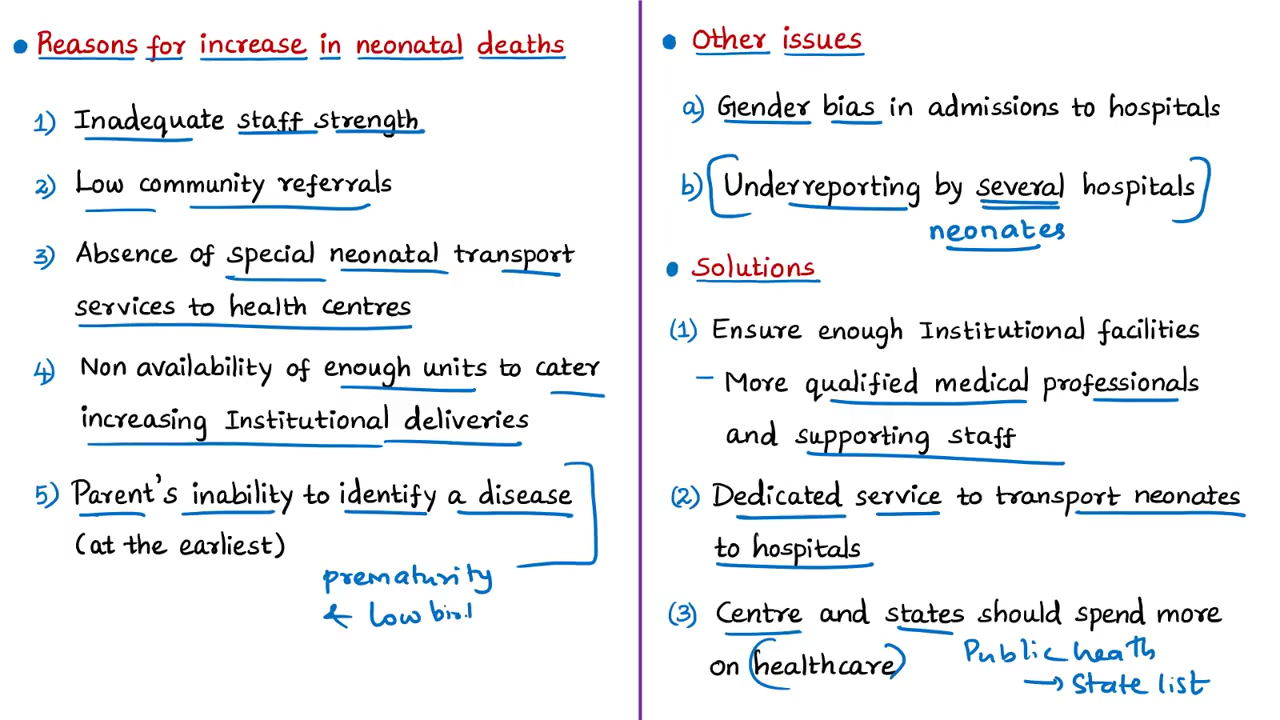 Reasons for increase in neonatal deaths
1) Inadequate staff strength
2) Low community referrals
3) Absence of special neonatal transport
services to health centres
4) Non availability of enough units to cater
increasing Institutional deliveries
5) Parent's inability to identify a disease
(at the earliest)
prematurity
& low
Other issues
a) Gender bias in admissions to hospitals
b) Underreporting by several hospitals
neonates
Solutions
(1) Ensure enough Institutional facilities
- More qualified medical professionals
and supporting staff
(2) Dedicated service to transport neonates
to hospitals
(3) Centre and states should spend more
on (healthcare)
Public heath
→ State list